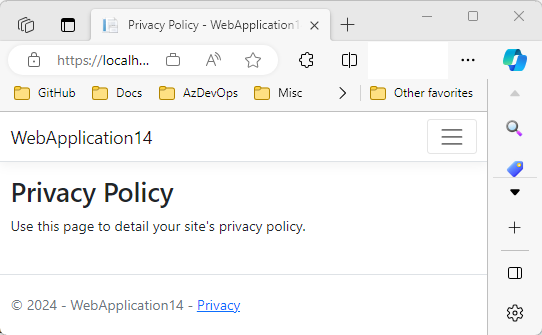 Privacy Policy - WebApplication1
https://localh...
GitHub Docs AzDevOps Misc Other favorites
WebApplication14
Privacy Policy
Use this page to detail your site's privacy policy.
© 2024 - WebApplication14 - Privacy